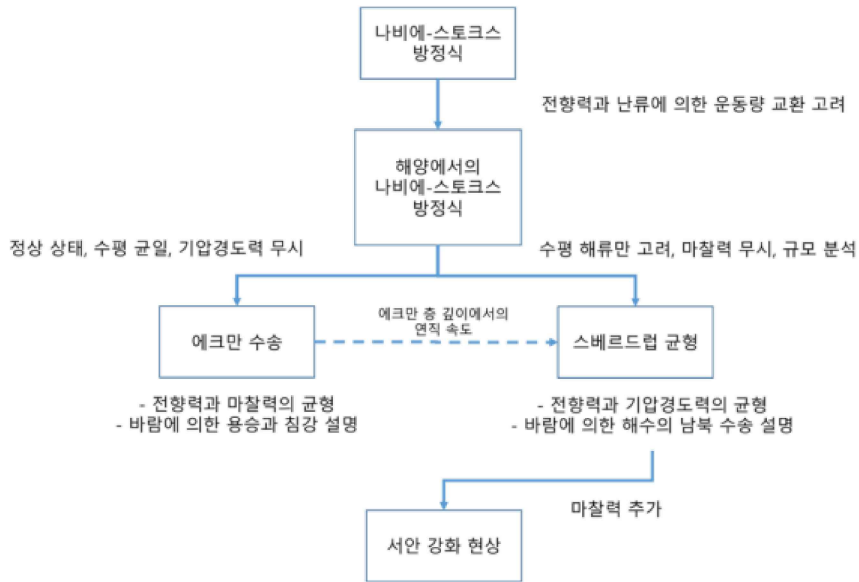 나비에-스토크스
방정식
전향력과 난류에 의한 운동량 교환 고려
해양에서의
나비에-스토크스
방정식
정상 상태, 수평 균일, 기압경도력 무시
수평 해류만 고려, 마찰력 무시, 규모 분석
에크만 수송
에크만 층 깊이에서의
연직 속도
스베르드럽 균형
- 전향력과 마찰력의 균형
- 바람에 의한 용승과 침강 설명
- 전향력과 기압경도력의 균형
- 바람에 의한 해수의 남북 수송 설명
마찰력 추가
서안 강화 현상